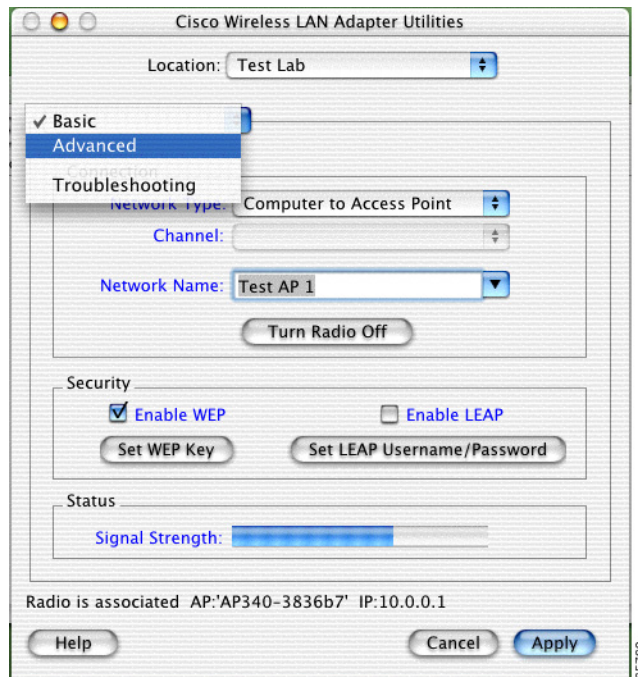 Cisco Wireless LAN Adapter Utilities
Location: Test Lab
✓ Basic
Advanced
Connection
Troubleshooting
Network Type: Computer to Access Point
Channel:
Network Name: Test AP 1
Turn Radio Off
Security
Enable WEP Enable LEAP
Set WEP Key Set LEAP Username/Password
Status
Signal Strength:
Radio is associated AP:'AP340-3836b7' IP:10.0.0.1
Help Cancel Apply